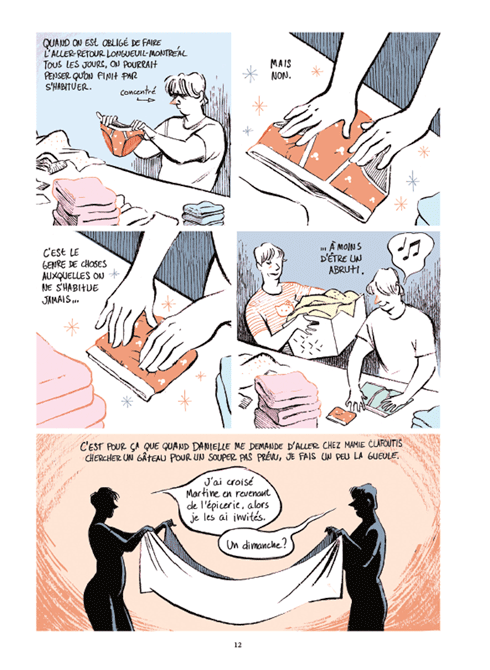 QUAND ON EST OBLIGÉ DE FAIRE
L'ALLER-RETOUR LONGUEUIL-MONTRÉAL
TOUS LES JOURS, ON POURRAIT
PENSER QU'ON FINIT PAR
S'HABITUER.
concentré
MAIS
NON.
C'EST LE
GENRE DE CHOSES
AUXQUELLES ON
NE S'HABITUE
JAMAIS...
... À MOINS
D'ÊTRE UN
ABRUTI.
C'EST POUR ÇA QUE QUAND DANIELLE ME DEMANDE D'ALLER CHEZ MAMIE CLAFOUTIS
CHERCHER UN GÂTEAU POUR UN SOUPER PAS PRÉVU, JE FAIS UN PEU LA GUEULE.
J'ai croisé
Martine en revenant
de l'épicerie, alors
je les ai invités.
Un dimanche?
12